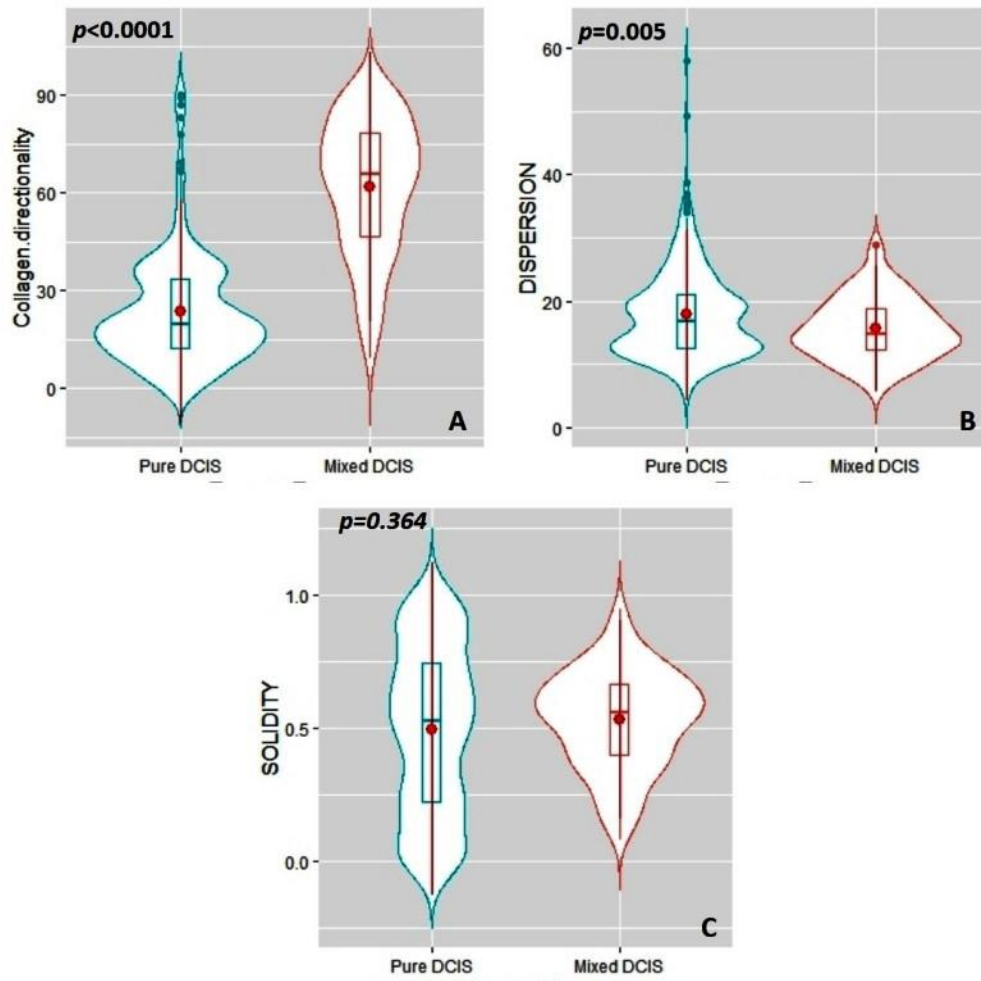 p<0.0001
Collagen.directionality
90
60
30
0
A
Pure DCIS
Mixed DCIS
p=0.005
DISPERSION
60
40
20
0
B
Pure DCIS
Mixed DCIS
p=0.364
SOLIDITY
1.0
0.5
0.0
C
Pure DCIS
Mixed DCIS